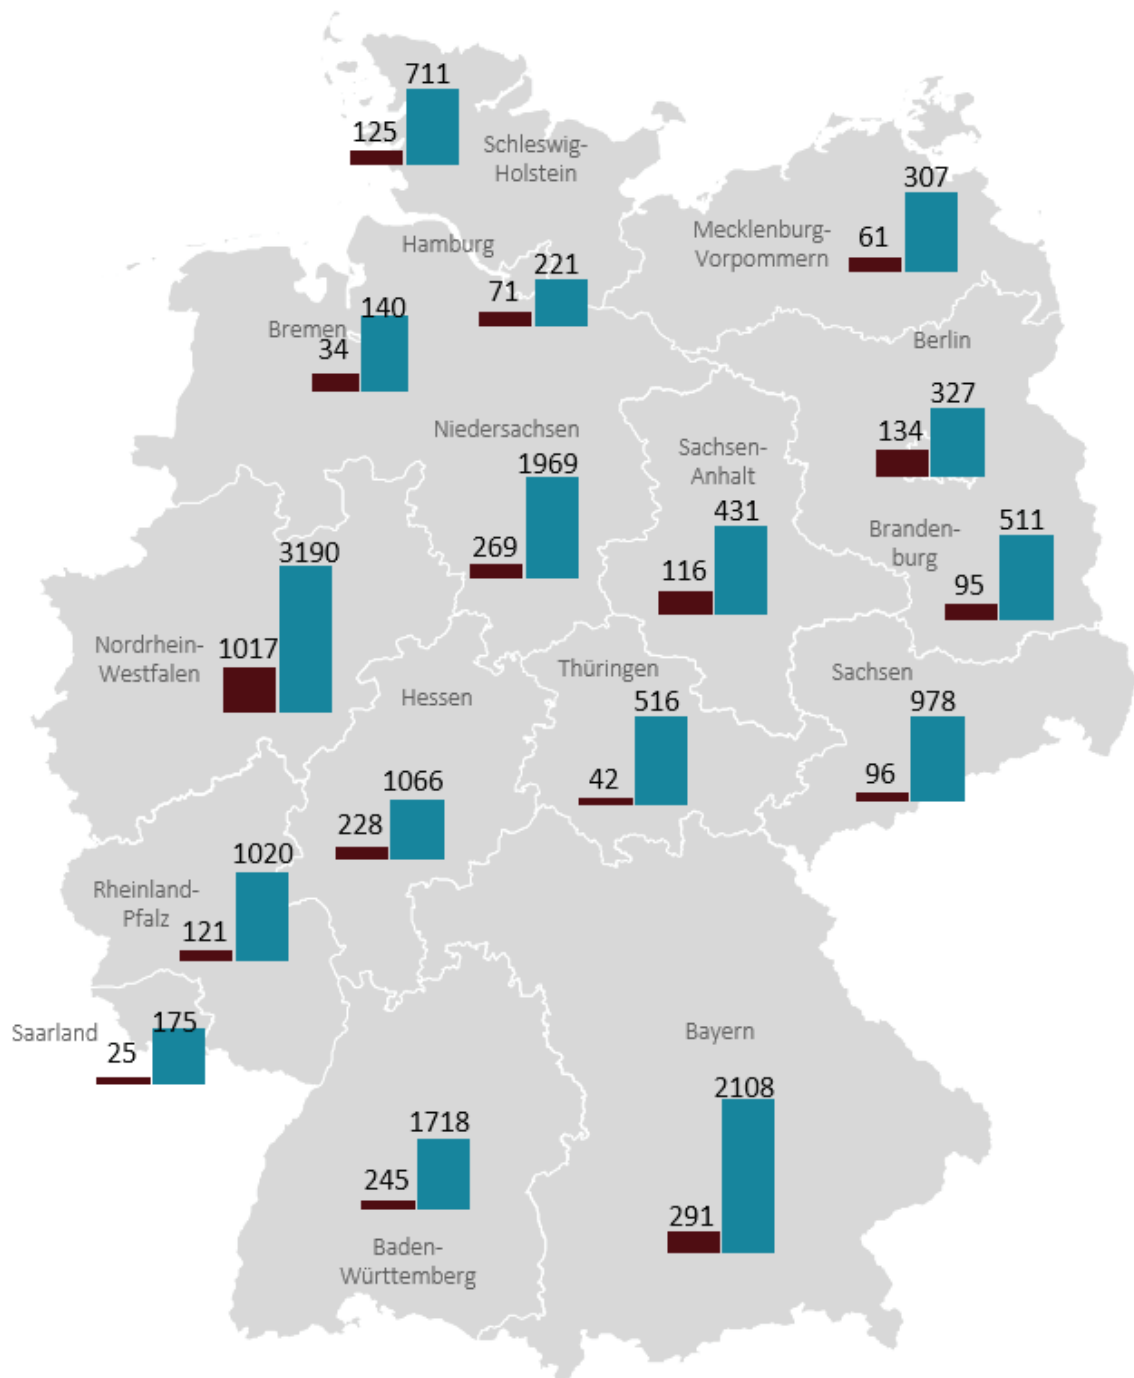 711
125
Schleswig-
Holstein
307
Mecklenburg-
Vorpommern
61
Hamburg
221
71
140
Bremen
34
Berlin
327
134
Niedersachsen
1969
269
Sachsen-
Anhalt
431
116
Branden-
burg
511
95
3190
Nordrhein-
Westfalen
1017
Hessen
1066
228
Thüringen
516
42
Sachsen
978
96
1020
Rheinland-
Pfalz
121
Saarland
175
25
Bayern
2108
291
1718
245
Baden-
Württemberg